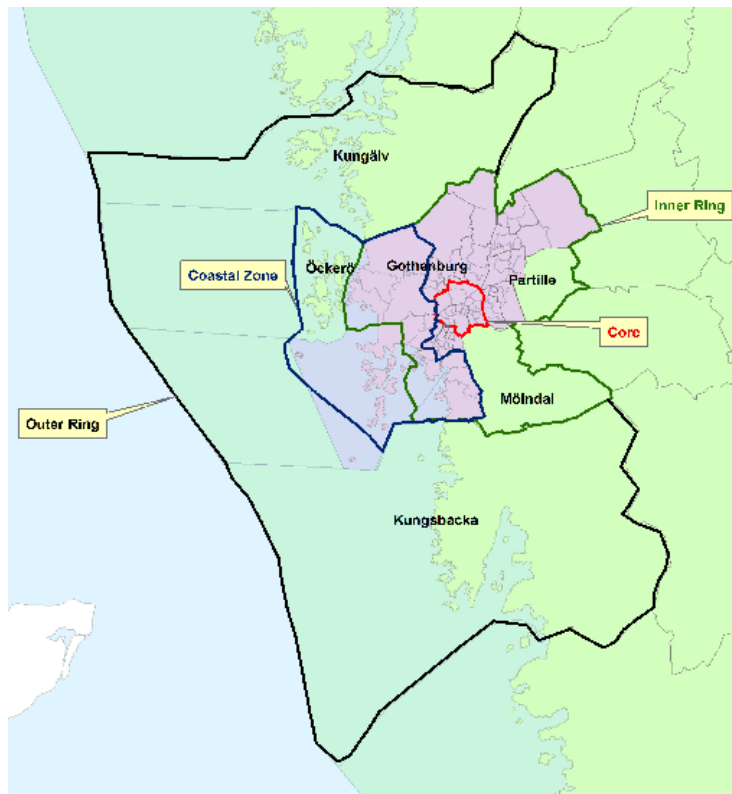 Kungälv
Inner Ring
Öckerö
Gothenburg
Coastal Zone
Partille
Core
Mölndal
Outer Ring
Kungsbacka